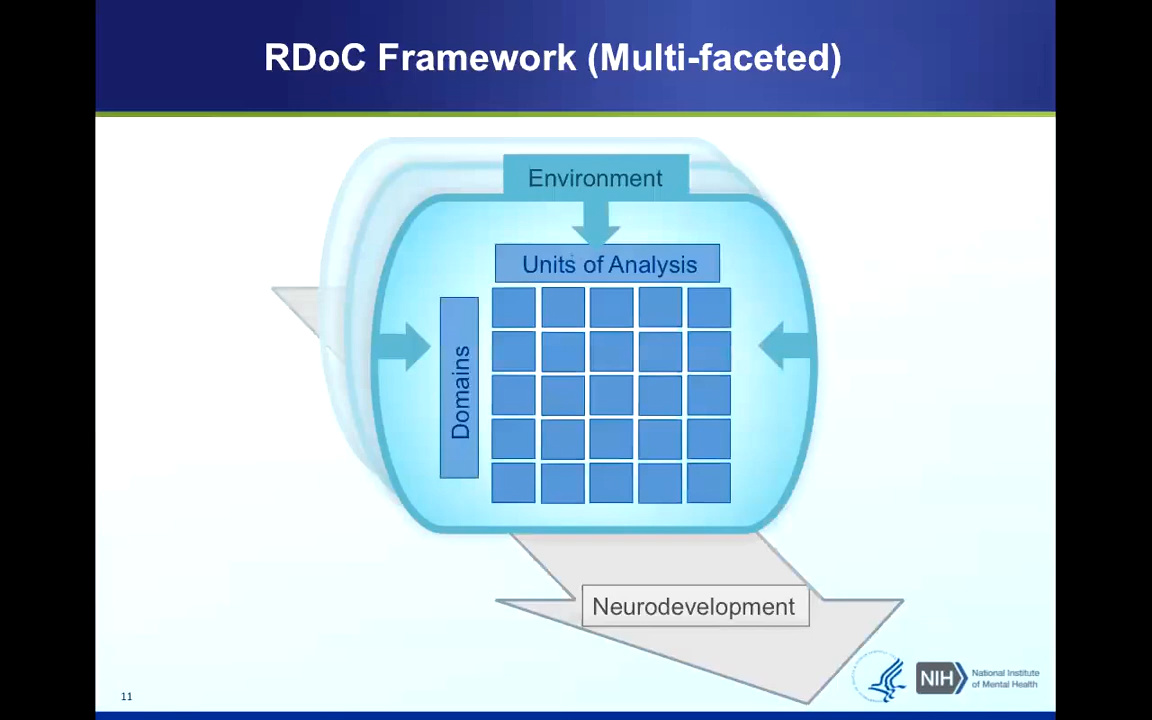 RDoC Framework (Multi-faceted)
Environment
Units of Analysis
Domains
Neurodevelopment
NIH
National Institute
of Mental Health
11